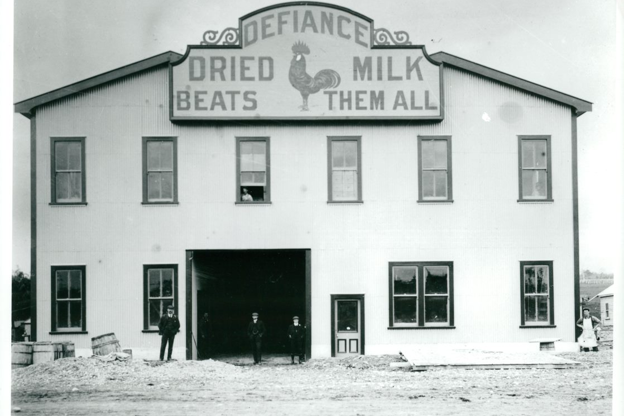 DEFIANCE
DRIED MILK
BEATS THEM ALL